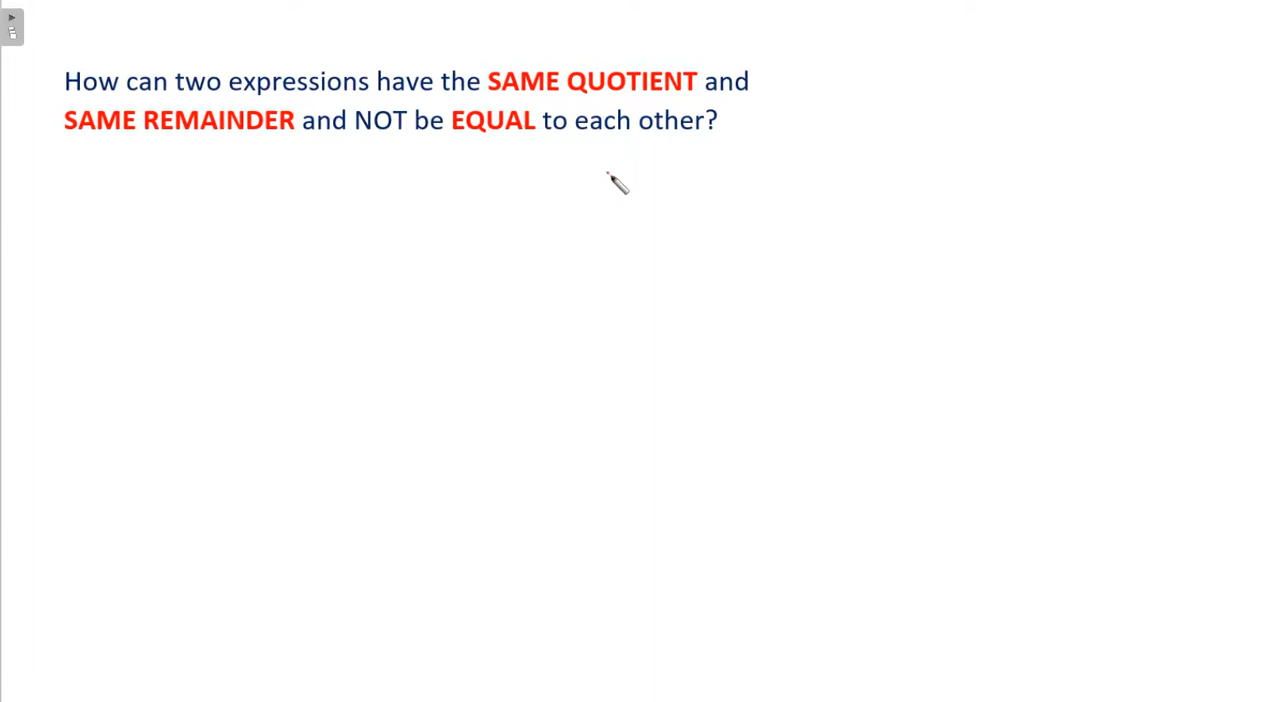 How can two expressions have the SAME QUOTIENT and
SAME REMAINDER and NOT be EQUAL to each other?